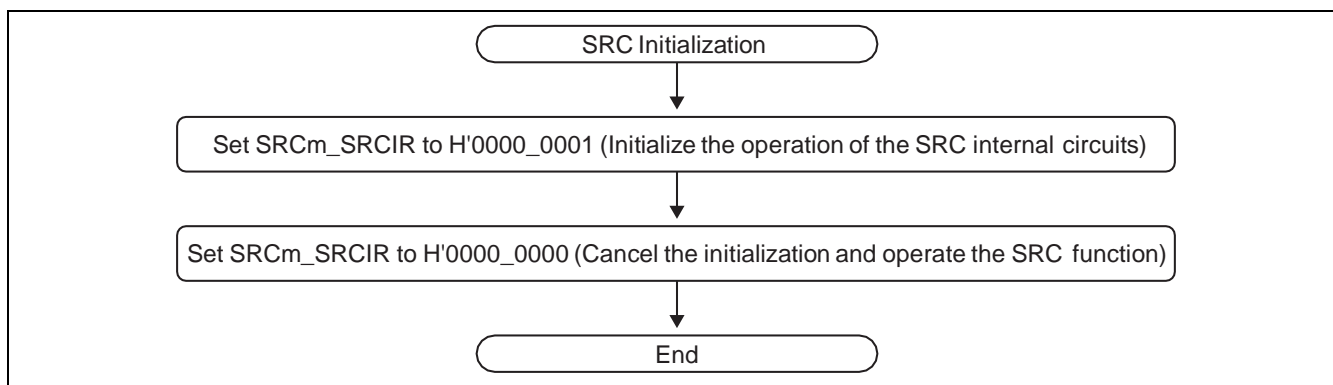 SRC Initialization
Set SRCm_SRCIR to H'0000_0001 (Initialize the operation of the SRC internal circuits)
Set SRCm_SRCIR to H'0000_0000 (Cancel the initialization and operate the SRC function)
End